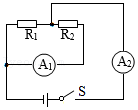 R₁ R₂
A₁ A₂
S